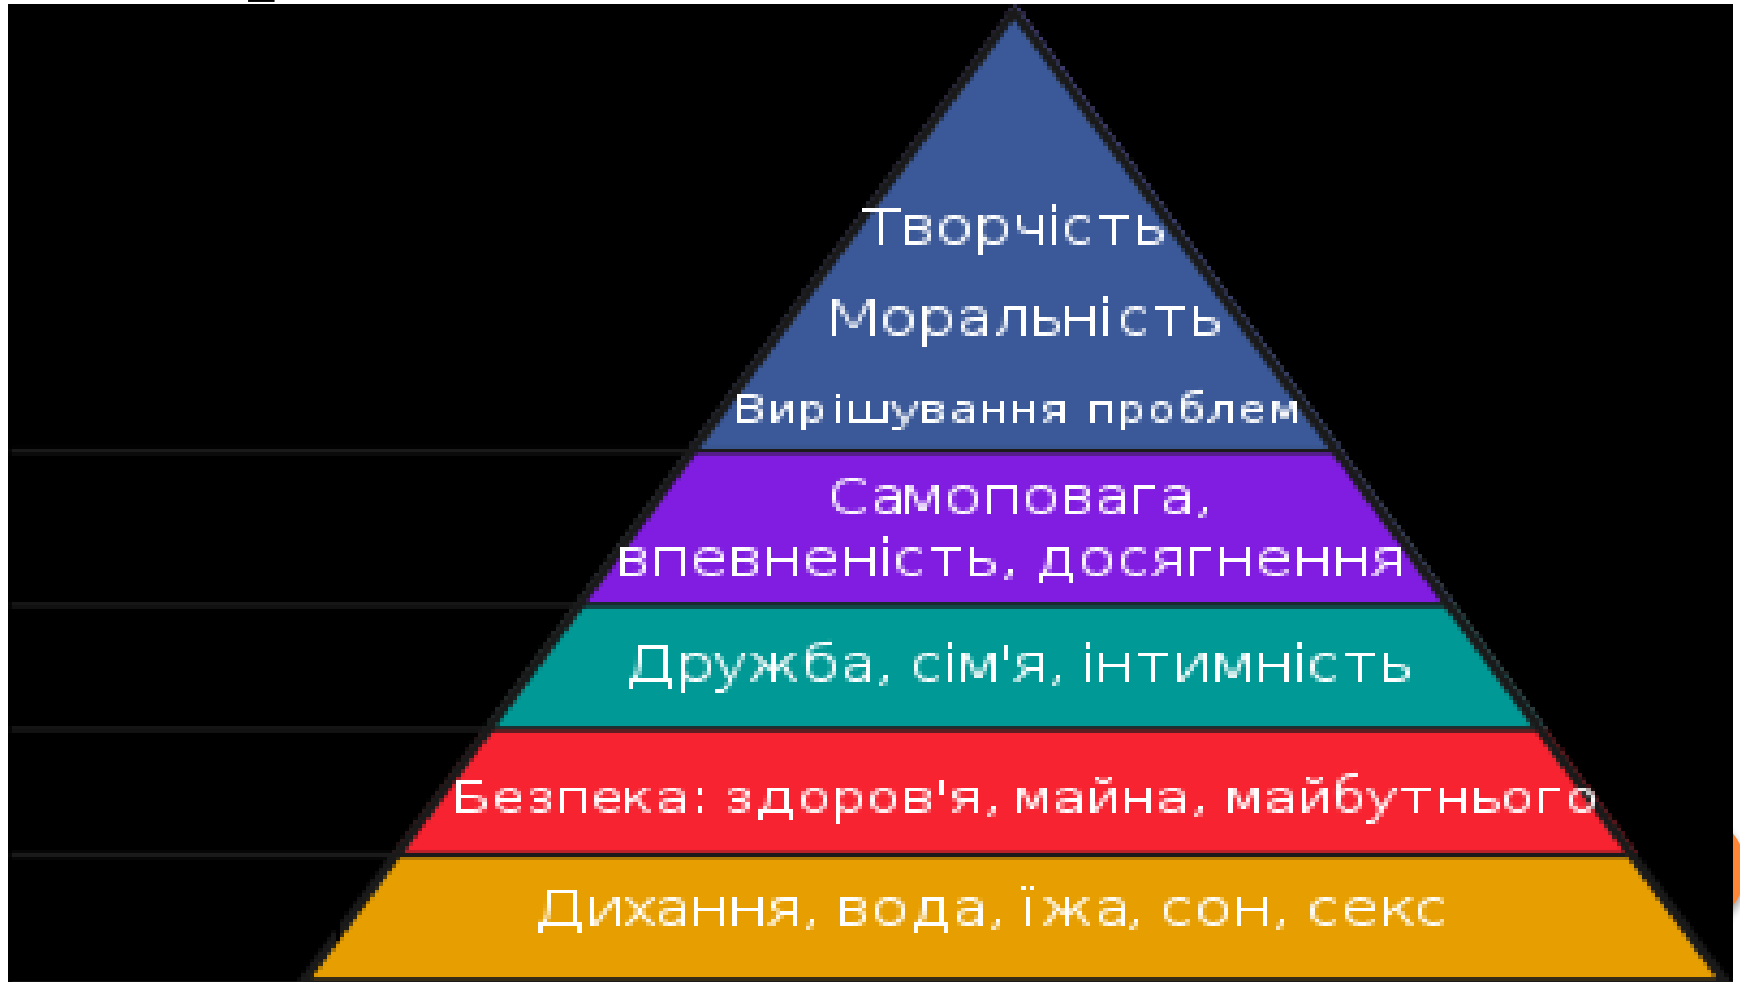 Творчість
Моральність
Вирішування проблем
Самоповага,
впевненість, досягнення
Дружба, сім'я, інтимність
Безпека: здоров'я, майна, майбутнього
Дихання, вода, їжа, сон, секс